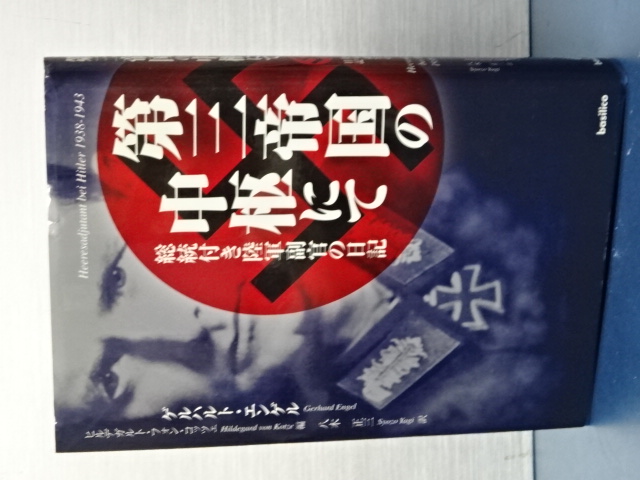 Heeresadjutant bei Hitler 1938-1943
第三帝国の
中枢にて
総統付き陸軍副官の日記
ゲルハルト・エンゲル Gerhard Engel
ヒルデガルト・フォン・コッツェ Hildegard von Kotze 編 八木 正三 Syozo Yagi 訳
basilico